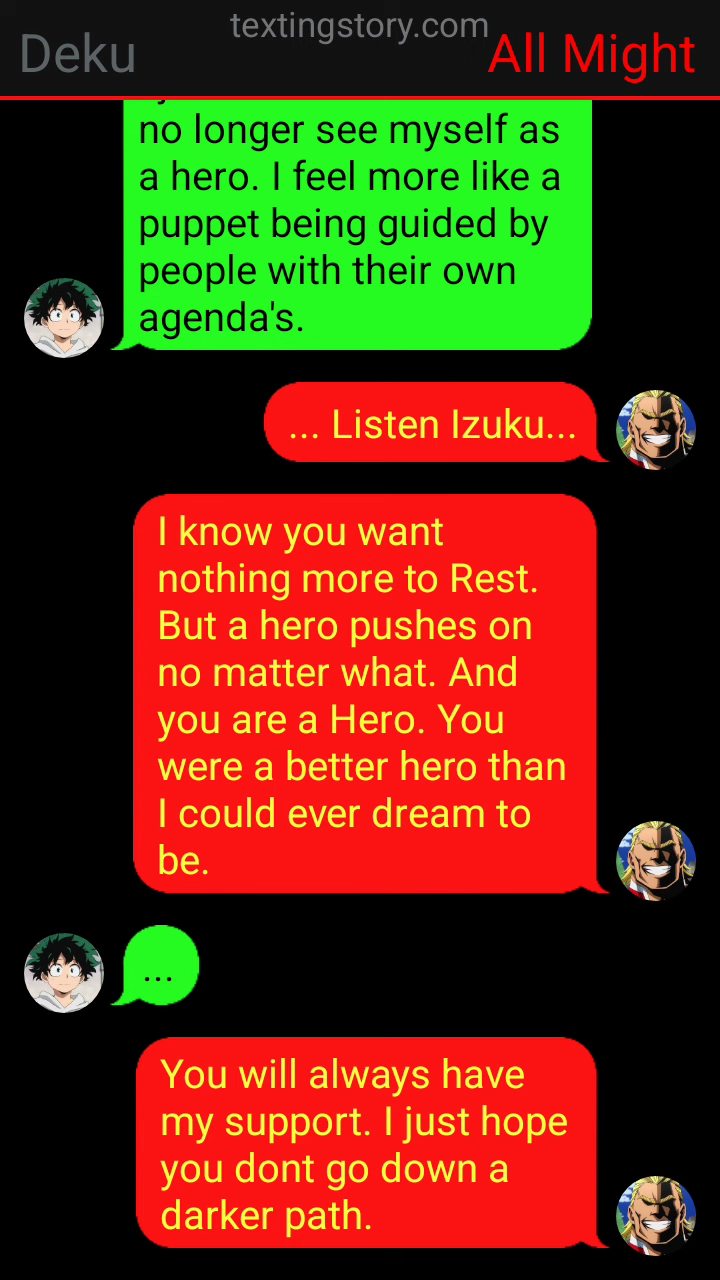 textingstory.com
Deku
All Might
no longer see myself as
a hero. I feel more like a
puppet being guided by
people with their own
agenda's.
... Listen Izuku...
I know you want
nothing more to Rest.
But a hero pushes on
no matter what. And
you are a Hero. You
were a better hero than
I could ever dream to
be.
...
You will always have
my support. I just hope
you dont go down a
darker path.